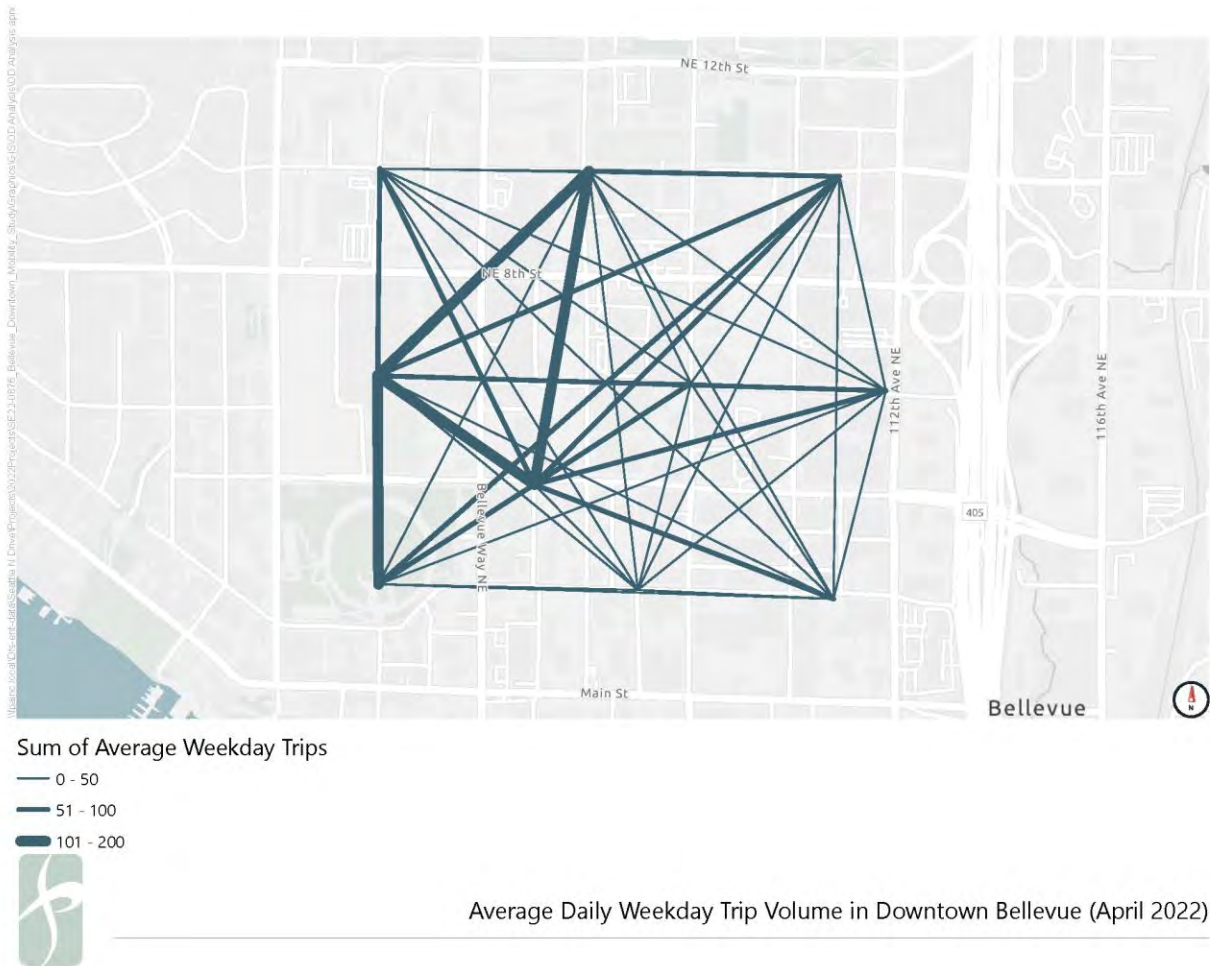 NE 12th St
NE 8th St
112th Ave NE
116th Ave NE
Bellevue Way NE
405
Main St
Bellevue
N
Sum of Average Weekday Trips
0 - 50
51 - 100
101 - 200
Average Daily Weekday Trip Volume in Downtown Bellevue (April 2022)